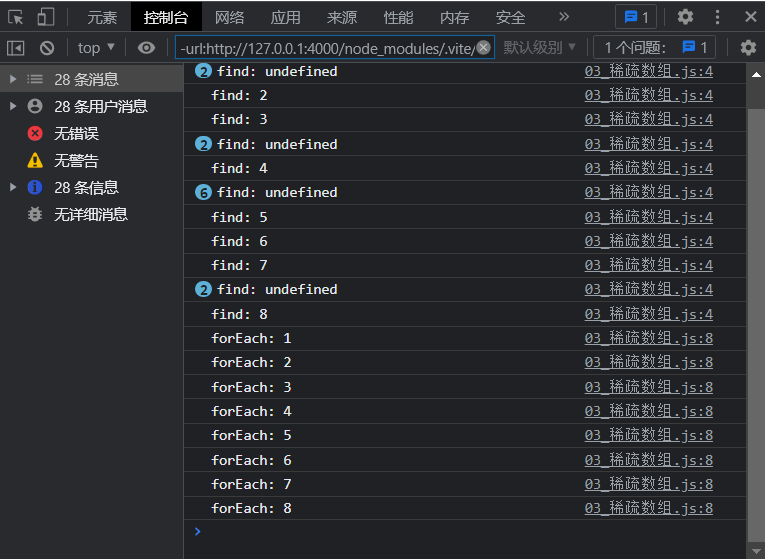 元素 控制台 网络 应用 来源 性能 内存 安全 » 1
top ▼ -url:http://127.0.0.1:4000/node_modules/.vite/ 默认级别 ▼ 1 个问题: 1
28 条消息
28 条用户消息
无错误
无警告
28 条信息
无详细消息
2 find: undefined 03_稀疏数组.js:4
find: 2 03_稀疏数组.js:4
find: 3 03_稀疏数组.js:4
2 find: undefined 03_稀疏数组.js:4
find: 4 03_稀疏数组.js:4
6 find: undefined 03_稀疏数组.js:4
find: 5 03_稀疏数组.js:4
find: 6 03_稀疏数组.js:4
find: 7 03_稀疏数组.js:4
2 find: undefined 03_稀疏数组.js:4
find: 8 03_稀疏数组.js:4
forEach: 1 03_稀疏数组.js:8
forEach: 2 03_稀疏数组.js:8
forEach: 3 03_稀疏数组.js:8
forEach: 4 03_稀疏数组.js:8
forEach: 5 03_稀疏数组.js:8
forEach: 6 03_稀疏数组.js:8
forEach: 7 03_稀疏数组.js:8
forEach: 8 03_稀疏数组.js:8